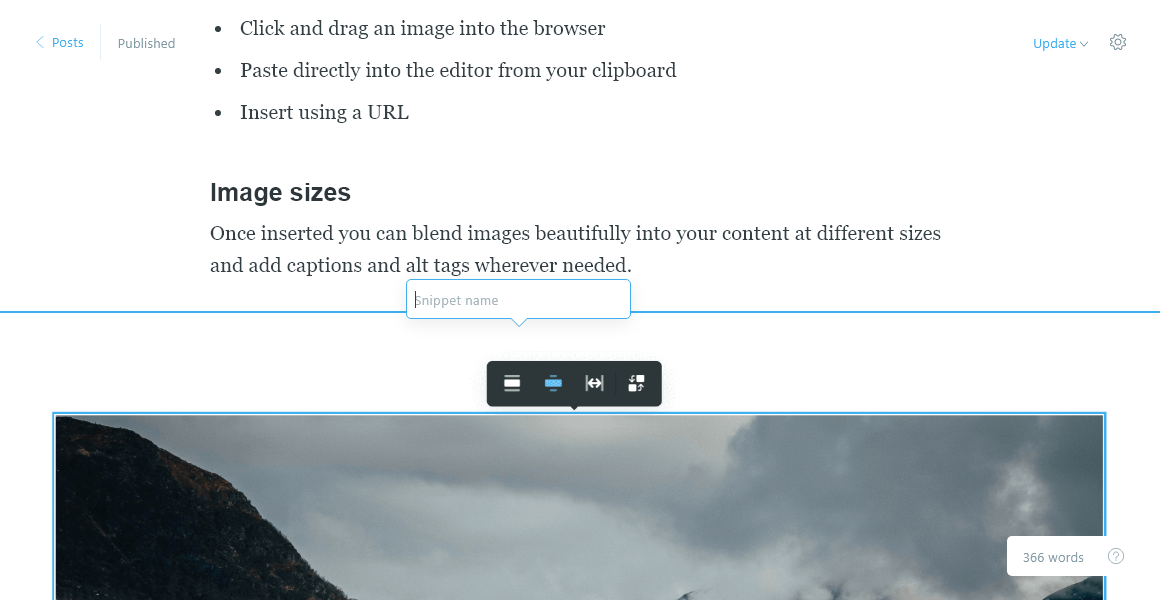 Click and drag an image into the browser
Posts
Published
Update
Paste directly into the editor from your clipboard
Insert using a URL
Image sizes
Once inserted you can blend images beautifully into your content at different sizes
and add captions and alt tags wherever needed.
Snippet name
366 words
?